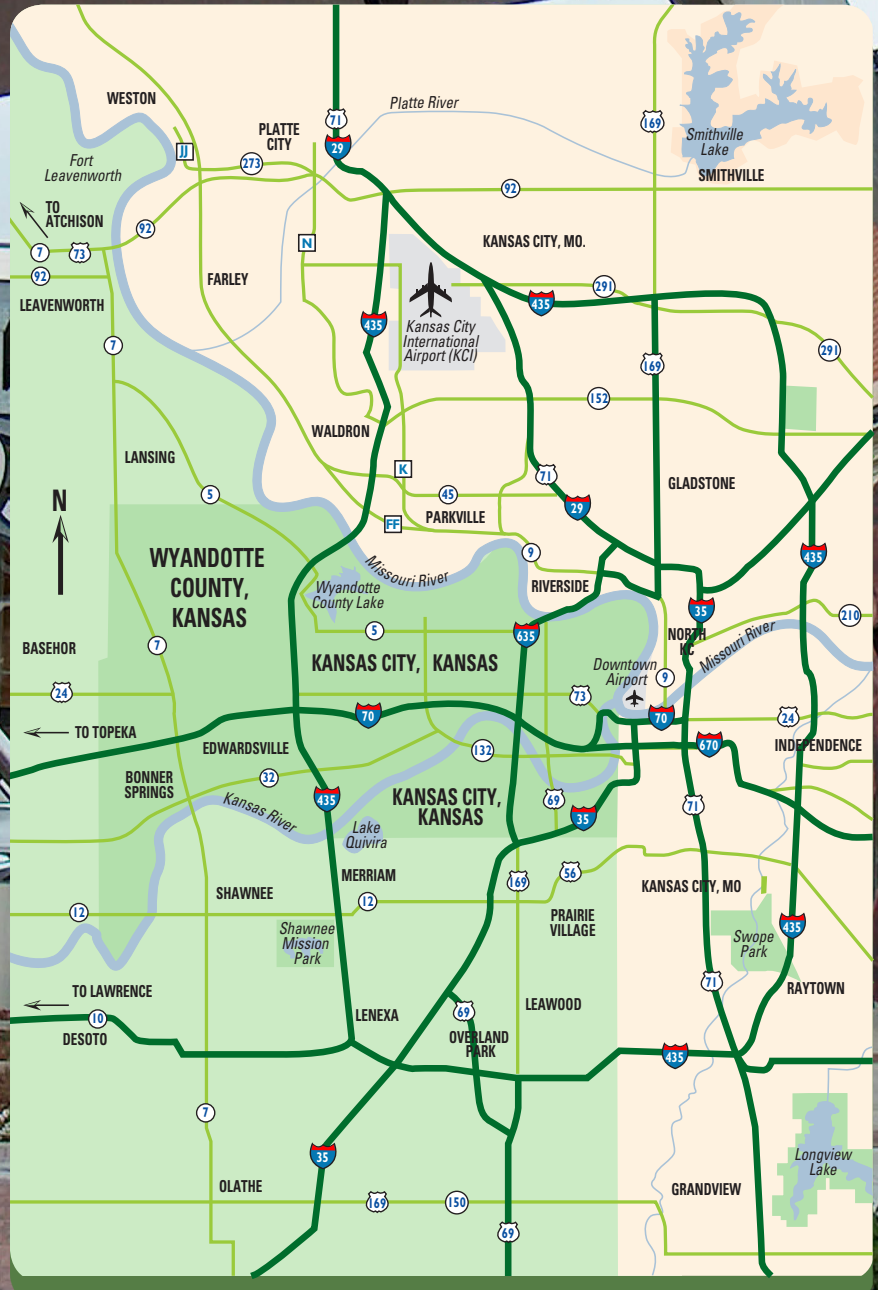 WESTON
71
Platte River
169
Smithville
Lake
PLATTE
CITY
JJ
29
273
SMITHVILLE
Fort
Leavenworth
92
TO
ATCHISON
92
7
73
92
N
KANSAS CITY, MO.
FARLEY
LEAVENWORTH
291
435
435
Kansas City
International
Airport (KCI)
7
291
169
152
WALDRON
LANSING
K
71
GLADSTONE
5
45
N
29
PARKVILLE
FF
435
9
WYANDOTTE
COUNTY,
KANSAS
Missouri River
RIVERSIDE
Wyandotte
County Lake
35
210
5
635
NORTH
KC
Missouri River
BASEHOR
7
KANSAS CITY, KANSAS
Downtown
Airport
9
24
73
70
70
24
TO TOPEKA
EDWARDSVILLE
132
670
INDEPENDENCE
BONNER
SPRINGS
32
435
KANSAS CITY,
KANSAS
69
71
Kansas River
35
Lake
Quivira
MERRIAM
169
56
KANSAS CITY, MO
SHAWNEE
12
12
PRAIRIE
VILLAGE
435
Shawnee
Mission
Park
Swope
Park
71
RAYTOWN
TO LAWRENCE
LENEXA
69
LEAWOOD
10
DESOTO
OVERLAND
PARK
435
7
35
Longview
Lake
OLATHE
169
150
GRANDVIEW
69